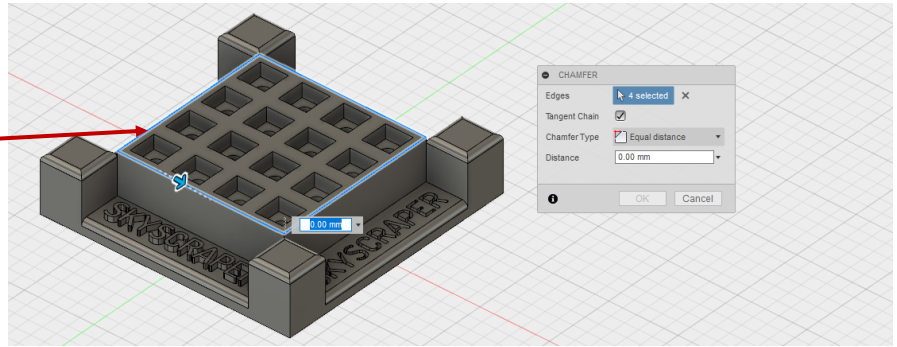 CHAMFER
Edges 4 selected
Tangent Chain
Chamfer Type Equal distance
Distance 0.00 mm
OK Cancel
0.00 mm
SKYSCRAPER
SKYSCRAPER